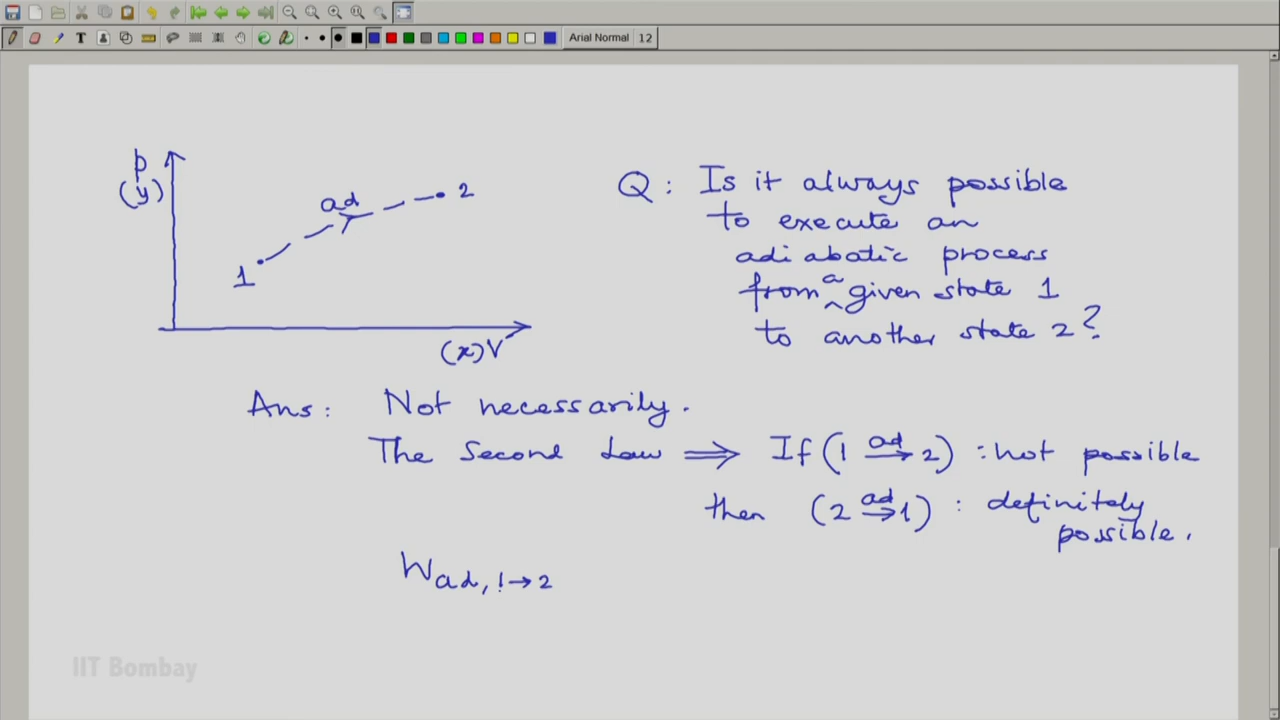 Arial Normal 12
p
(y)
ad
2
1
(x) V
Q: Is it always possible
to execute an
adiabatic process
from a given state 1
to another state 2?
Ans: Not necessarily.
The Second Law ⟹ If (1 ad→ 2) : not possible
then (2 ad→ 1) : definitely
possible.
W ad, 1→2
IIT Bombay